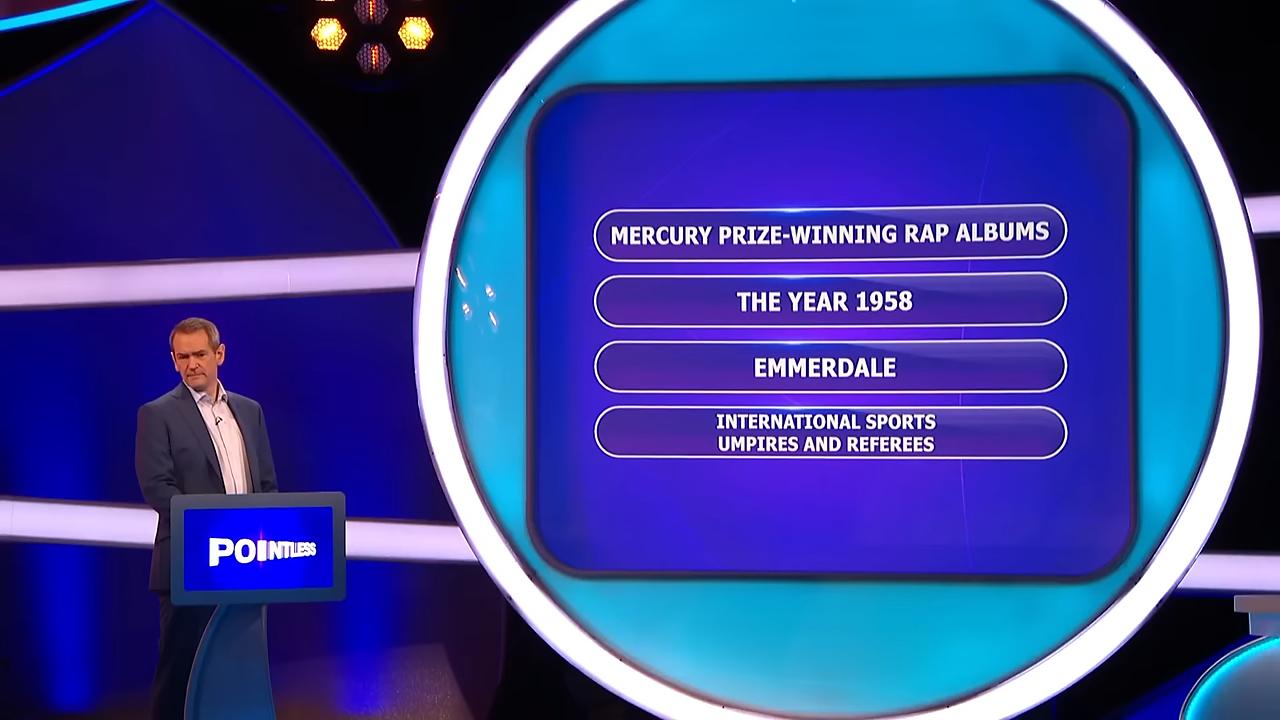 MERCURY PRIZE-WINNING RAP ALBUMS
THE YEAR 1958
EMMERDALE
INTERNATIONAL SPORTS
UMPIRES AND REFEREES
POINTLESS